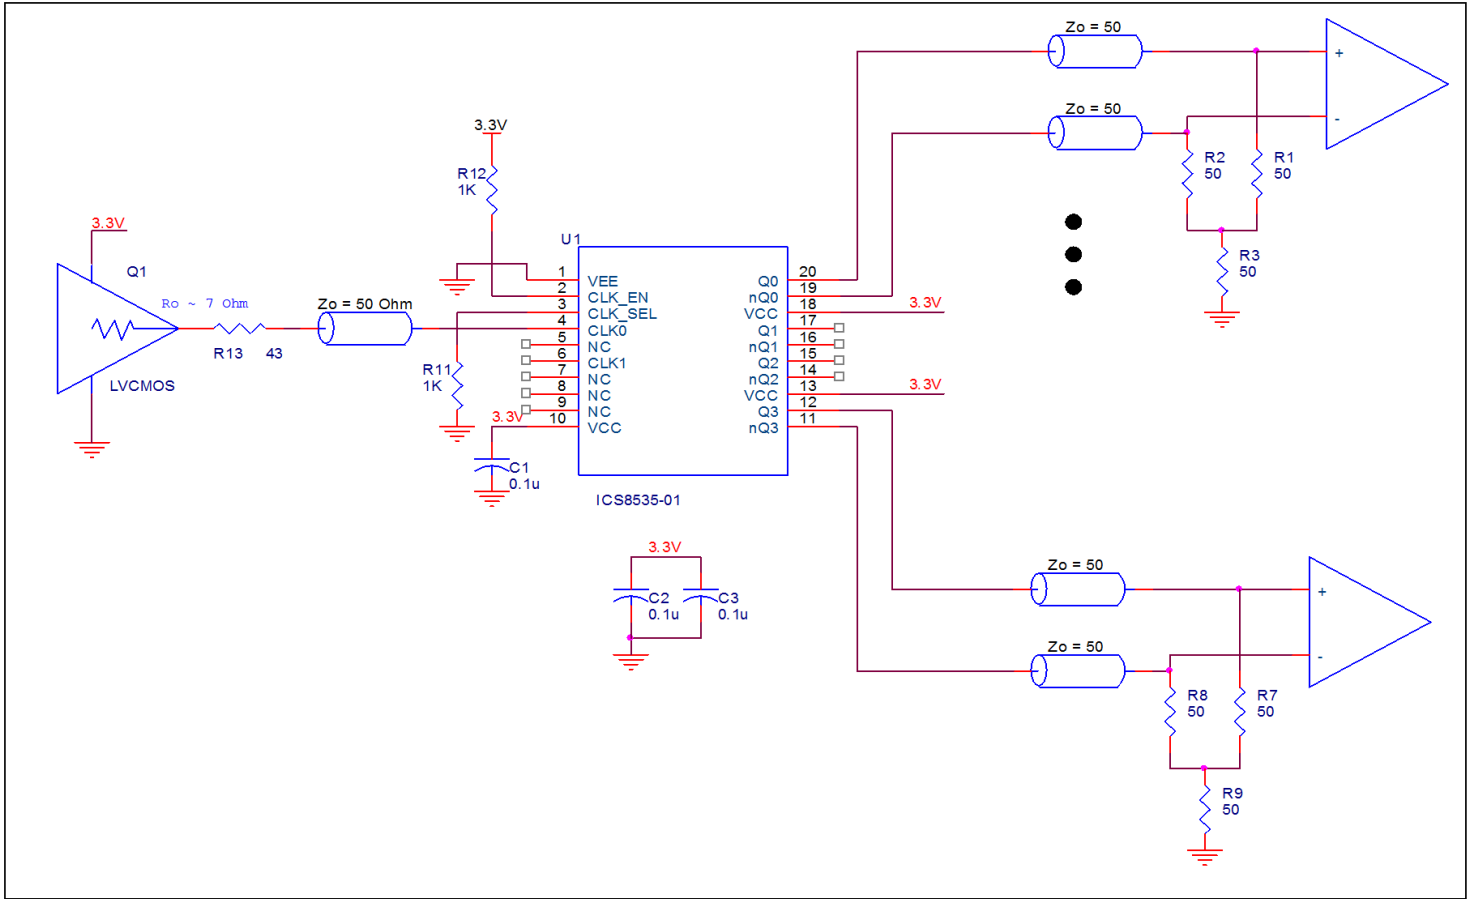 Zo = 50
+
-
Zo = 50
R2
50
R1
50
R3
50
3.3V
R12
1K
3.3V
Q1
Ro ~ 7 Ohm
R13 43
LVCMOS
Zo = 50 Ohm
R11
1K
3.3V
C1
0.1u
U1
1 VEE
2 CLK_EN
3 CLK_SEL
4 CLK0
5 NC
6 CLK1
7 NC
8 NC
9 NC
10 VCC
Q0 20
nQ0 19
VCC 18
Q1 17
nQ1 16
Q2 15
nQ2 14
VCC 13
Q3 12
nQ3 11
3.3V
3.3V
ICS8535-01
3.3V
C2
0.1u
C3
0.1u
Zo = 50
+
-
Zo = 50
R8
50
R7
50
R9
50